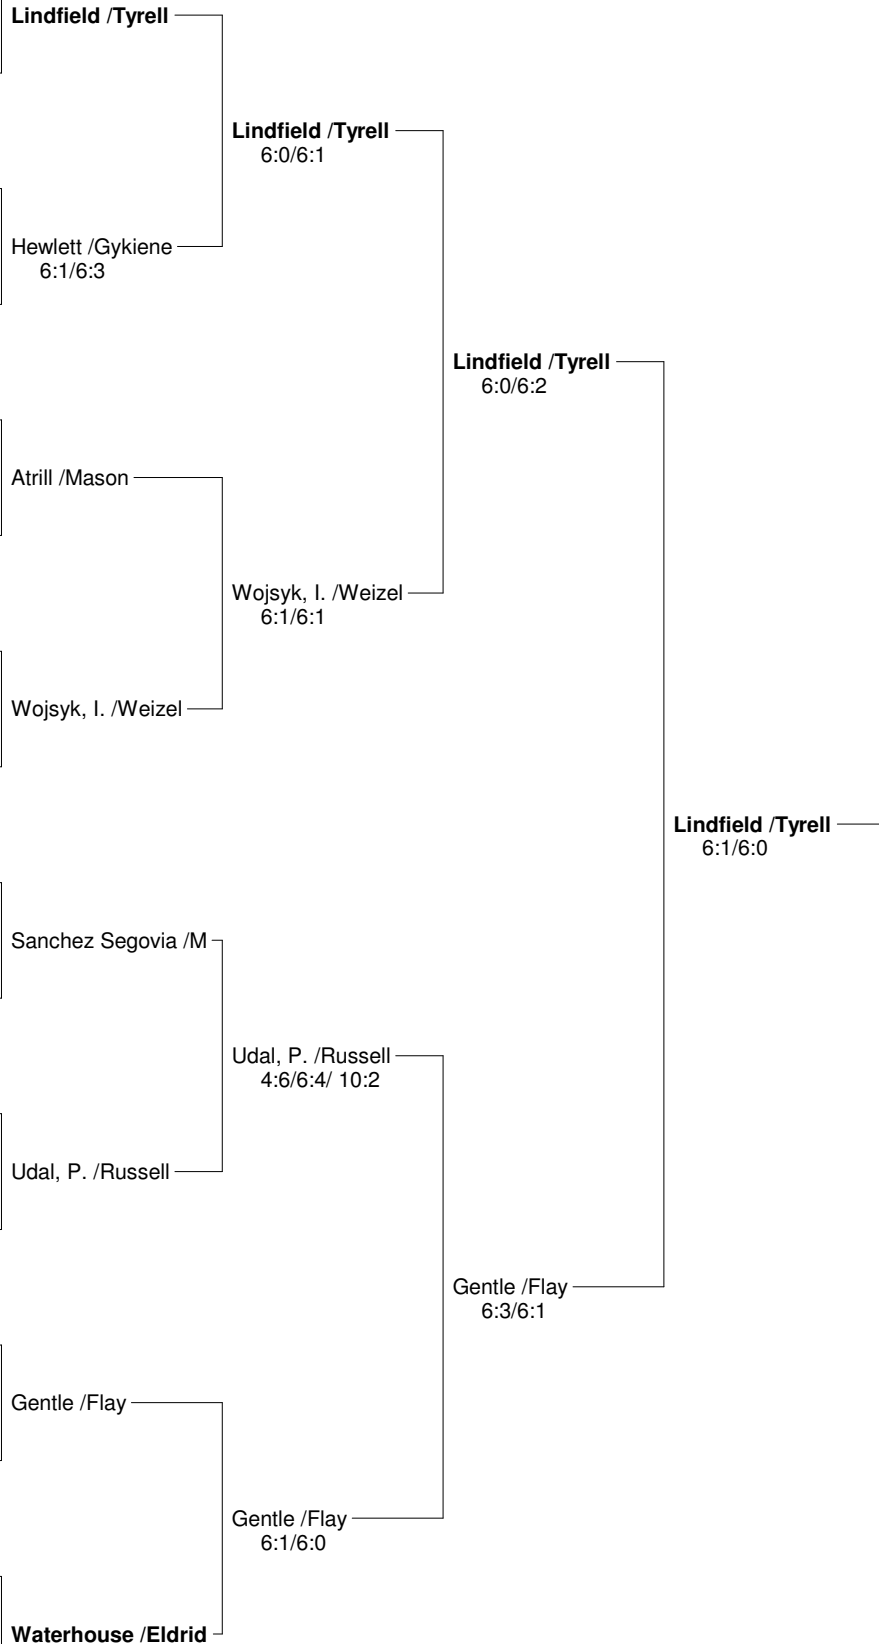 Lindfield /Tyrell
Lindfield /Tyrell
6:0/6:1
Hewlett /Gykiene
6:1/6:3
Lindfield /Tyrell
6:0/6:2
Atrill /Mason
Wojsyk, I. /Weizel
6:1/6:1
Wojsyk, I. /Weizel
Lindfield /Tyrell
6:1/6:0
Sanchez Segovia /M
Udal, P. /Russell
4:6/6:4/ 10:2
Udal, P. /Russell
Gentle /Flay
6:3/6:1
Gentle /Flay
Gentle /Flay
6:1/6:0
Waterhouse /Eldrid